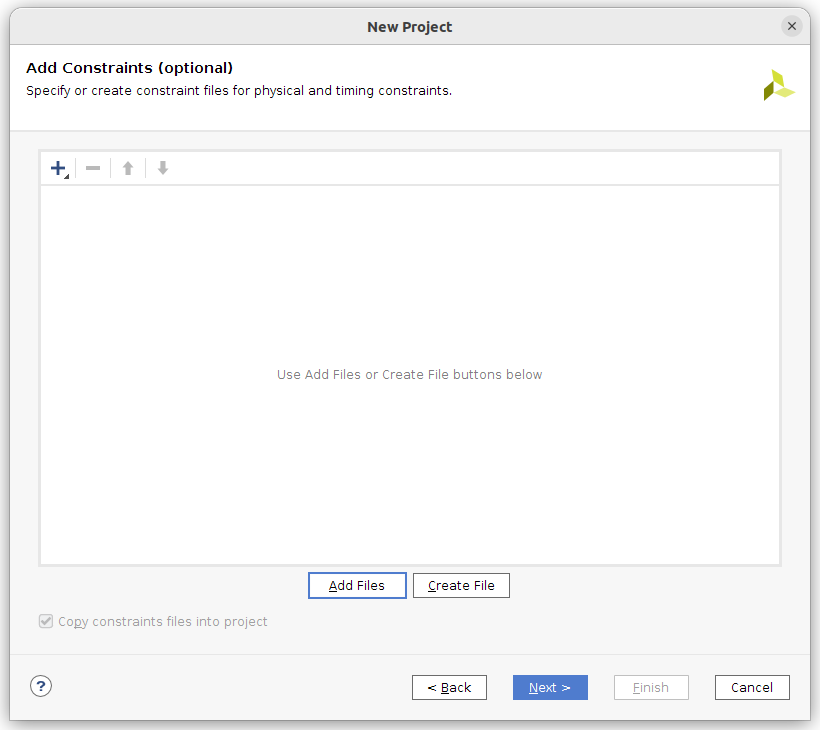 New Project
Add Constraints (optional)
Specify or create constraint files for physical and timing constraints.
Use Add Files or Create File buttons below
Add Files
Create File
Copy constraints files into project
?
< Back
Next >
Finish
Cancel